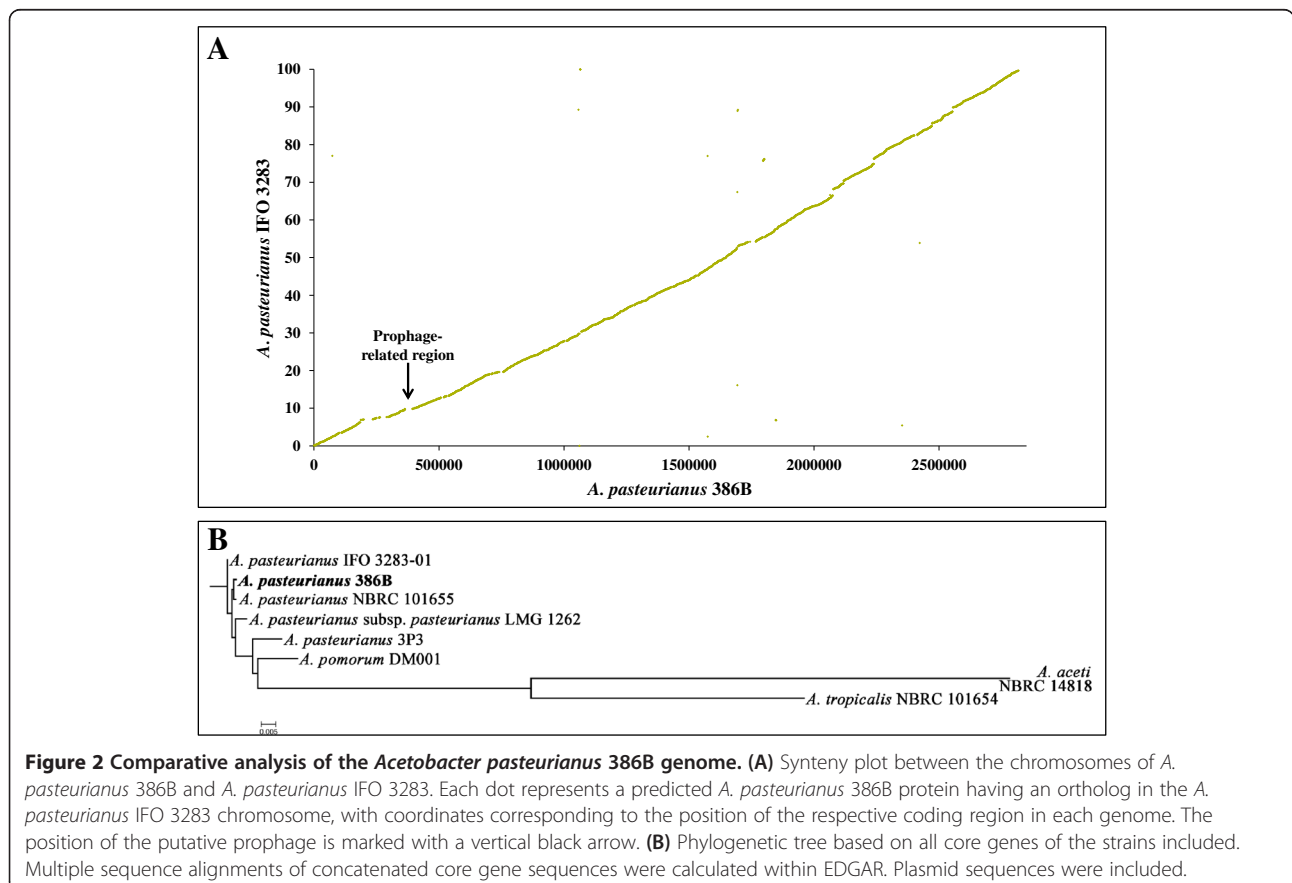 A
100
90
80
70
60
50
40
30
20
10
0
A. pasteurianus IFO 3283
Prophage-
related region
0 500000 1000000 1500000 2000000 2500000
A. pasteurianus 386B
B
A. pasteurianus IFO 3283-01
A. pasteurianus 386B
A. pasteurianus NBRC 101655
A. pasteurianus subsp. pasteurianus LMG 1262
A. pasteurianus 3P3
A. pomorum DM001
A. aceti
NBRC 14818
A. tropicalis NBRC 101654
0.005
Figure 2 Comparative analysis of the Acetobacter pasteurianus 386B genome. (A) Synteny plot between the chromosomes of A.
pasteurianus 386B and A. pasteurianus IFO 3283. Each dot represents a predicted A. pasteurianus 386B protein having an ortholog in the A.
pasteurianus IFO 3283 chromosome, with coordinates corresponding to the position of the respective coding region in each genome. The
position of the putative prophage is marked with a vertical black arrow. (B) Phylogenetic tree based on all core genes of the strains included.
Multiple sequence alignments of concatenated core gene sequences were calculated within EDGAR. Plasmid sequences were included.